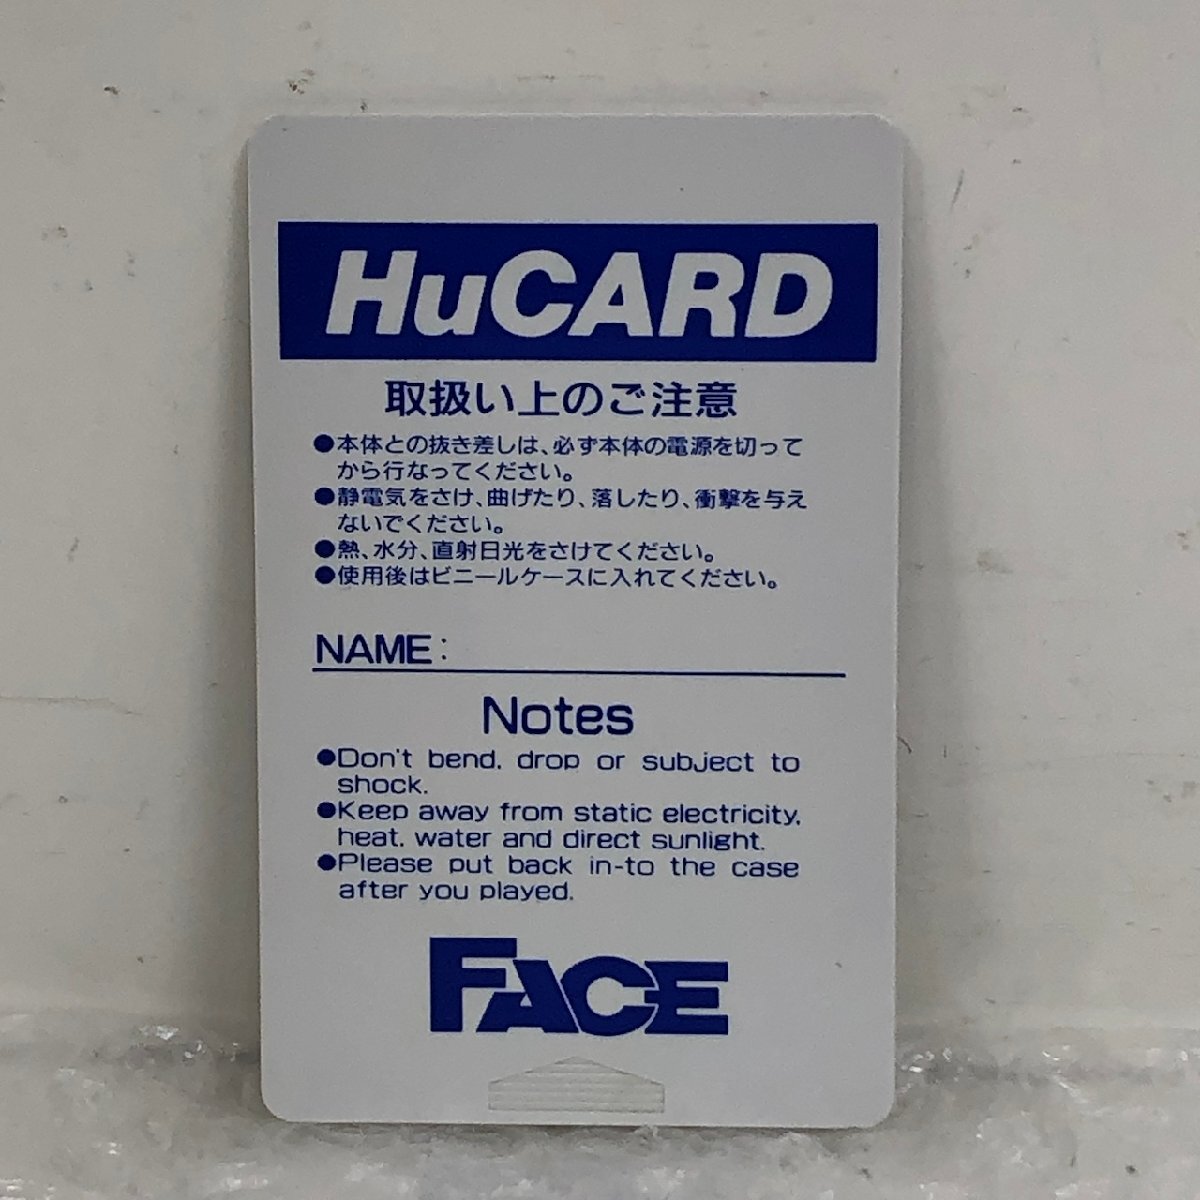 HuCARD
取扱い上のご注意
●本体との抜き差しは、必ず本体の電源を切って
から行なってください。
●静電気をさけ、曲げたり、落したり、衝撃を与え
ないでください。
●熱、水分、直射日光をさけてください。
●使用後はビニールケースに入れてください。
NAME:
Notes
●Don't bend, drop or subject to
shock.
●Keep away from static electricity,
heat, water and direct sunlight.
●Please put back in-to the case
after you played.
FACE